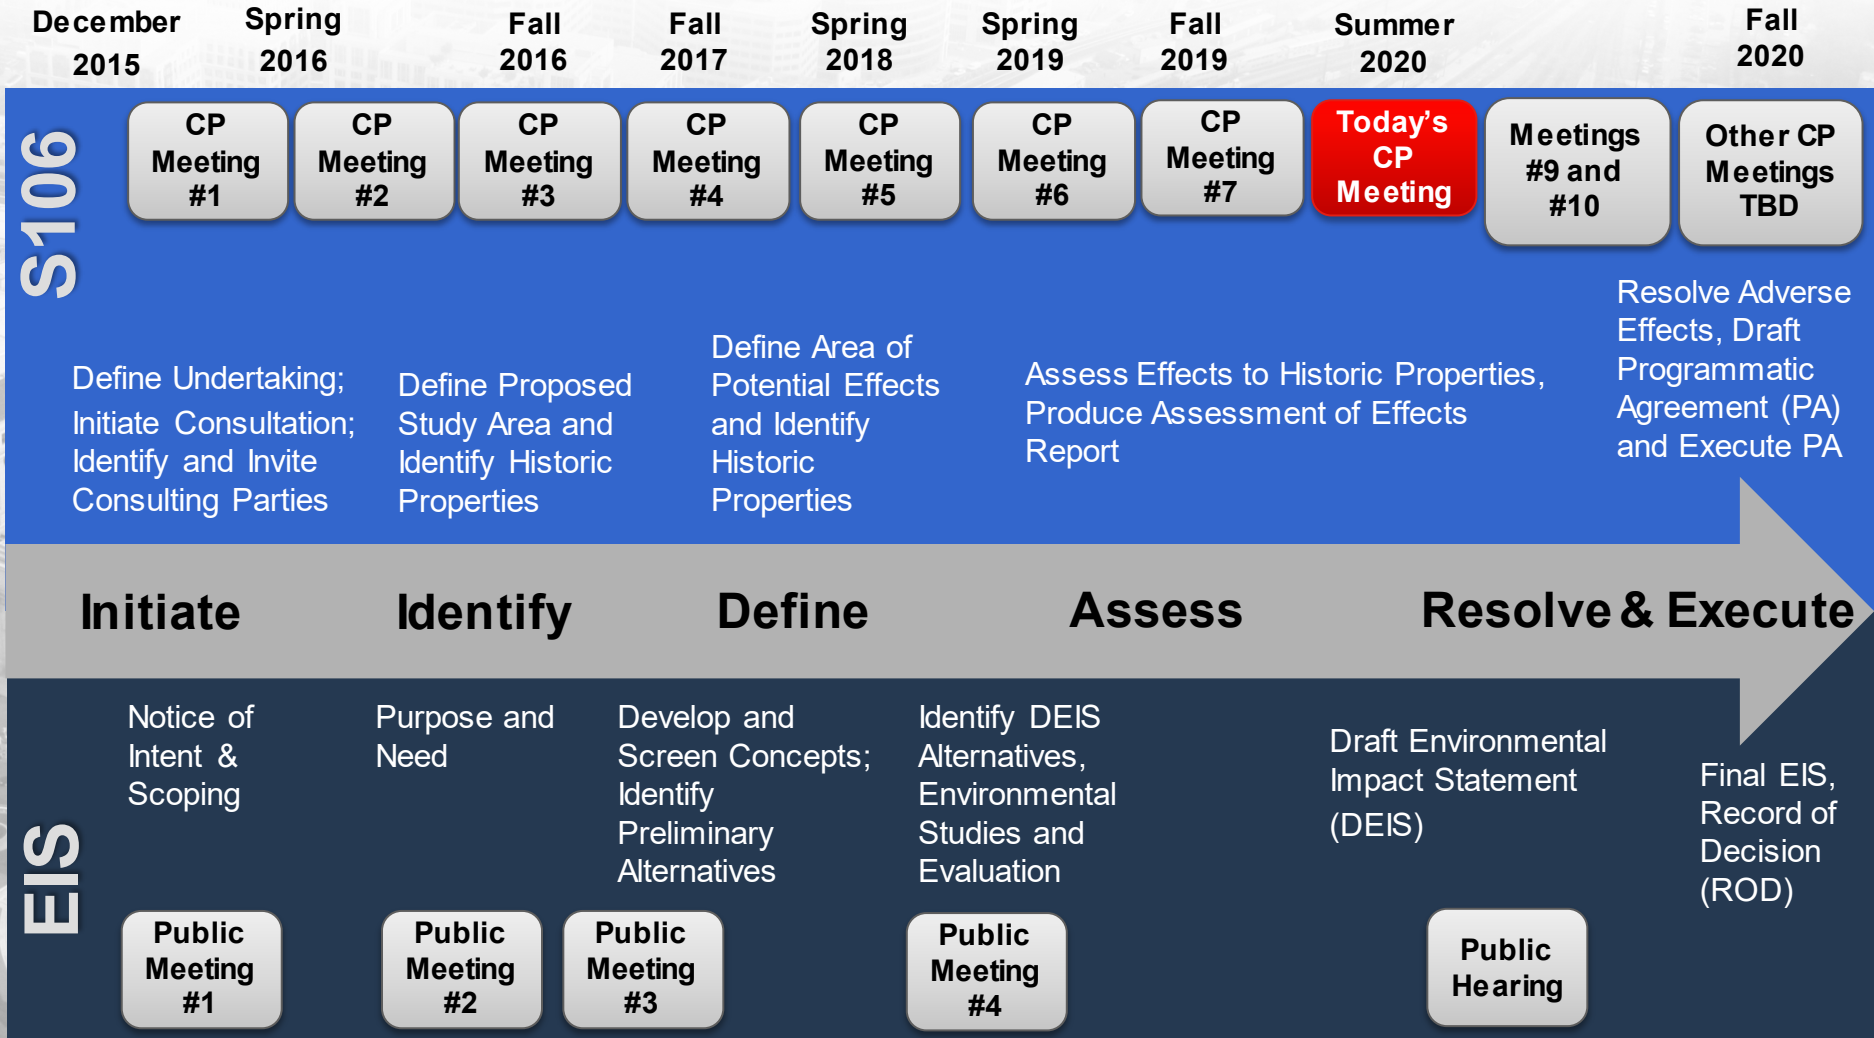 December
2015
Spring
2016
Fall
2016
Fall
2017
Spring
2018
Spring
2019
Fall
2019
Summer
2020
Fall
2020
S106
CP
Meeting
#1
CP
Meeting
#2
CP
Meeting
#3
CP
Meeting
#4
CP
Meeting
#5
CP
Meeting
#6
CP
Meeting
#7
Today's
CP
Meeting
Meetings
#9 and
#10
Other CP
Meetings
TBD
Define Undertaking;
Initiate Consultation;
Identify and Invite
Consulting Parties
Define Proposed
Study Area and
Identify Historic
Properties
Define Area of
Potential Effects
and Identify
Historic
Properties
Assess Effects to Historic Properties,
Produce Assessment of Effects
Report
Resolve Adverse
Effects, Draft
Programmatic
Agreement (PA)
and Execute PA
Initiate
Identify
Define
Assess
Resolve & Execute
EIS
Notice of
Intent &
Scoping
Purpose and
Need
Develop and
Screen Concepts;
Identify
Preliminary
Alternatives
Identify DEIS
Alternatives,
Environmental
Studies and
Evaluation
Draft Environmental
Impact Statement
(DEIS)
Final EIS,
Record of
Decision
(ROD)
Public
Meeting
#1
Public
Meeting
#2
Public
Meeting
#3
Public
Meeting
#4
Public
Hearing